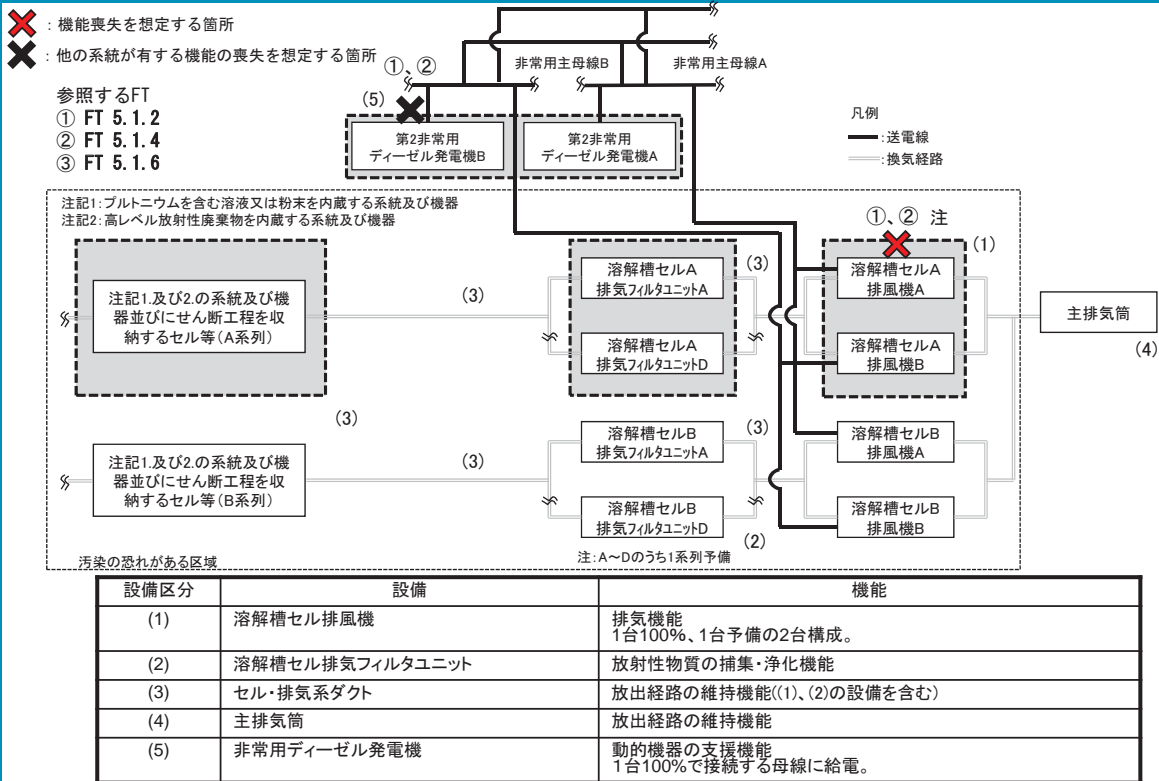 ：機能喪失を想定する箇所
：他の系統が有する機能の喪失を想定する箇所
参照するFT
① FT 5.1.2
② FT 5.1.4
③ FT 5.1.6
①、②
非常用主母線B
非常用主母線A
(5)
第2非常用
ディーゼル発電機B
第2非常用
ディーゼル発電機A
凡例
：送電線
：換気経路
注記1：プルトニウムを含む溶液又は粉末を内蔵する系統及び機器
注記2：高レベル放射性廃棄物を内蔵する系統及び機器
①、② 注
(1)
注記1.及び2.の系統及び機
器並びにせん断工程を収
納するセル等（A系列）
(3)
溶解槽セルA
排気フィルタユニットA
(3)
溶解槽セルA
排風機A
溶解槽セルA
排気フィルタユニットD
溶解槽セルA
排風機B
主排気筒
(4)
(3)
注記1.及び2.の系統及び機
器並びにせん断工程を収
納するセル等（B系列）
(3)
溶解槽セルB
排気フィルタユニットA
(3)
溶解槽セルB
排風機A
溶解槽セルB
排気フィルタユニットD
(2)
溶解槽セルB
排風機B
汚染の恐れがある区域
注：A～Dのうち1系列予備
設備区分 設備 機能
(1) 溶解槽セル排風機 排気機能
1台100%、1台予備の2台構成。
(2) 溶解槽セル排気フィルタユニット 放射性物質の捕集・浄化機能
(3) セル・排気系ダクト 放出経路の維持機能((1)、(2)の設備を含む)
(4) 主排気筒 放出経路の維持機能
(5) 非常用ディーゼル発電機 動的機器の支援機能
1台100%で接続する母線に給電。